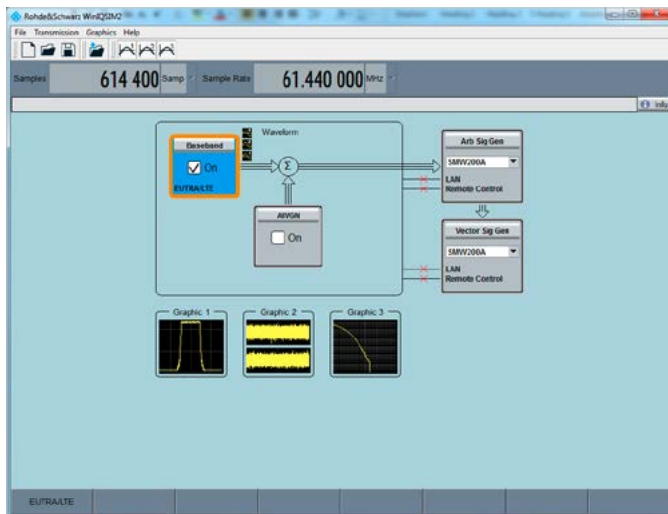 Rohde&Schwarz WinIQSIM2
File Transmission Graphics Help
Samples 614 400 Samp Sample Rate 61.440 000 MHz
Info
Baseband
On
EUTRA/LTE
Waveform
Σ
AWGN
On
Arb Sig Gen
SMW200A
LAN
Remote Control
Vector Sig Gen
SMW200A
LAN
Remote Control
Graphic 1 Graphic 2 Graphic 3
EUTRA/LTE